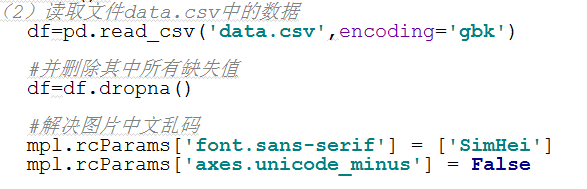 （2）读取文件data.csv中的数据
df=pd.read_csv('data.csv',encoding='gbk')
#并删除其中所有缺失值
df=df.dropna()
#解决图片中文乱码
mpl.rcParams['font.sans-serif'] = ['SimHei']
mpl.rcParams['axes.unicode_minus'] = False